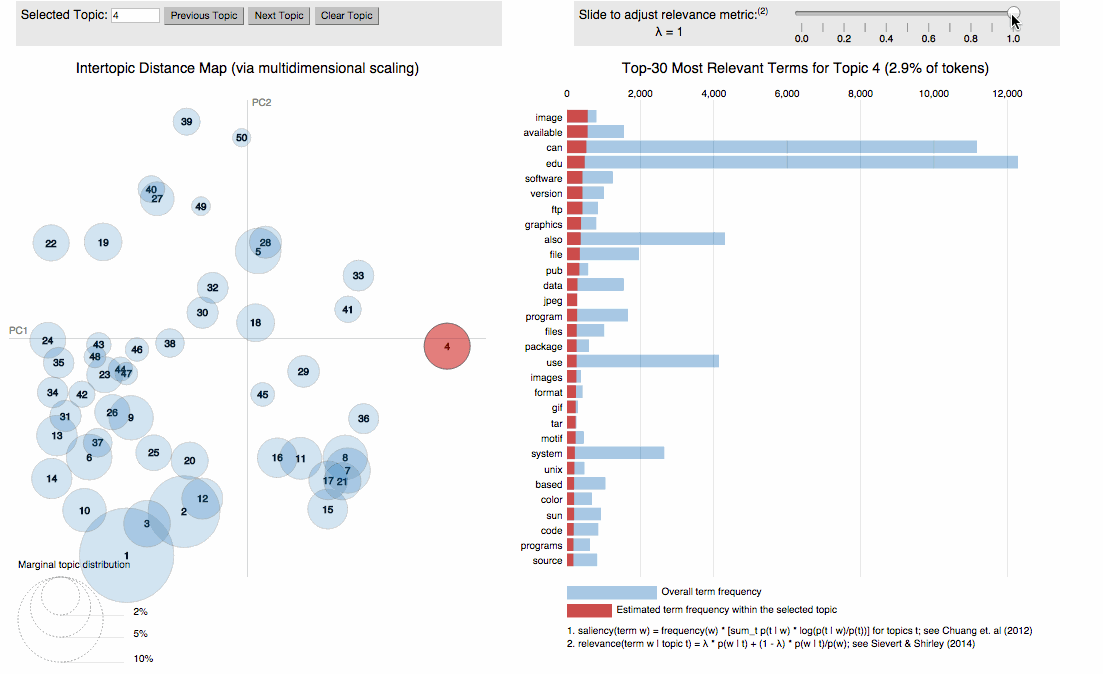 Selected Topic: 4 Previous Topic Next Topic Clear Topic
Slide to adjust relevance metric:(2)
λ = 1
0.0 0.2 0.4 0.6 0.8 1.0
Intertopic Distance Map (via multidimensional scaling)
PC2
PC1
39
50
40
27
49
22
19
28
5
33
32
41
30
18
24
43
46
38
4
48
35
44
47
23
29
34
42
45
26
31
9
36
13
37
6
25
20
16
11
8
7
14
17
21
12
10
2
15
3
1
Marginal topic distribution
2%
5%
10%
Top-30 Most Relevant Terms for Topic 4 (2.9% of tokens)
0 2,000 4,000 6,000 8,000 10,000 12,000
image
available
can
edu
software
version
ftp
graphics
also
file
pub
data
jpeg
program
files
package
use
images
format
gif
tar
motif
system
unix
based
color
sun
code
programs
source
Overall term frequency
Estimated term frequency within the selected topic
1. saliency(term w) = frequency(w) * [sum_t p(t | w) * log(p(t | w)/p(t))] for topics t; see Chuang et. al (2012)
2. relevance(term w | topic t) = λ * p(w | t) + (1 - λ) * p(w | t)/p(w); see Sievert & Shirley (2014)